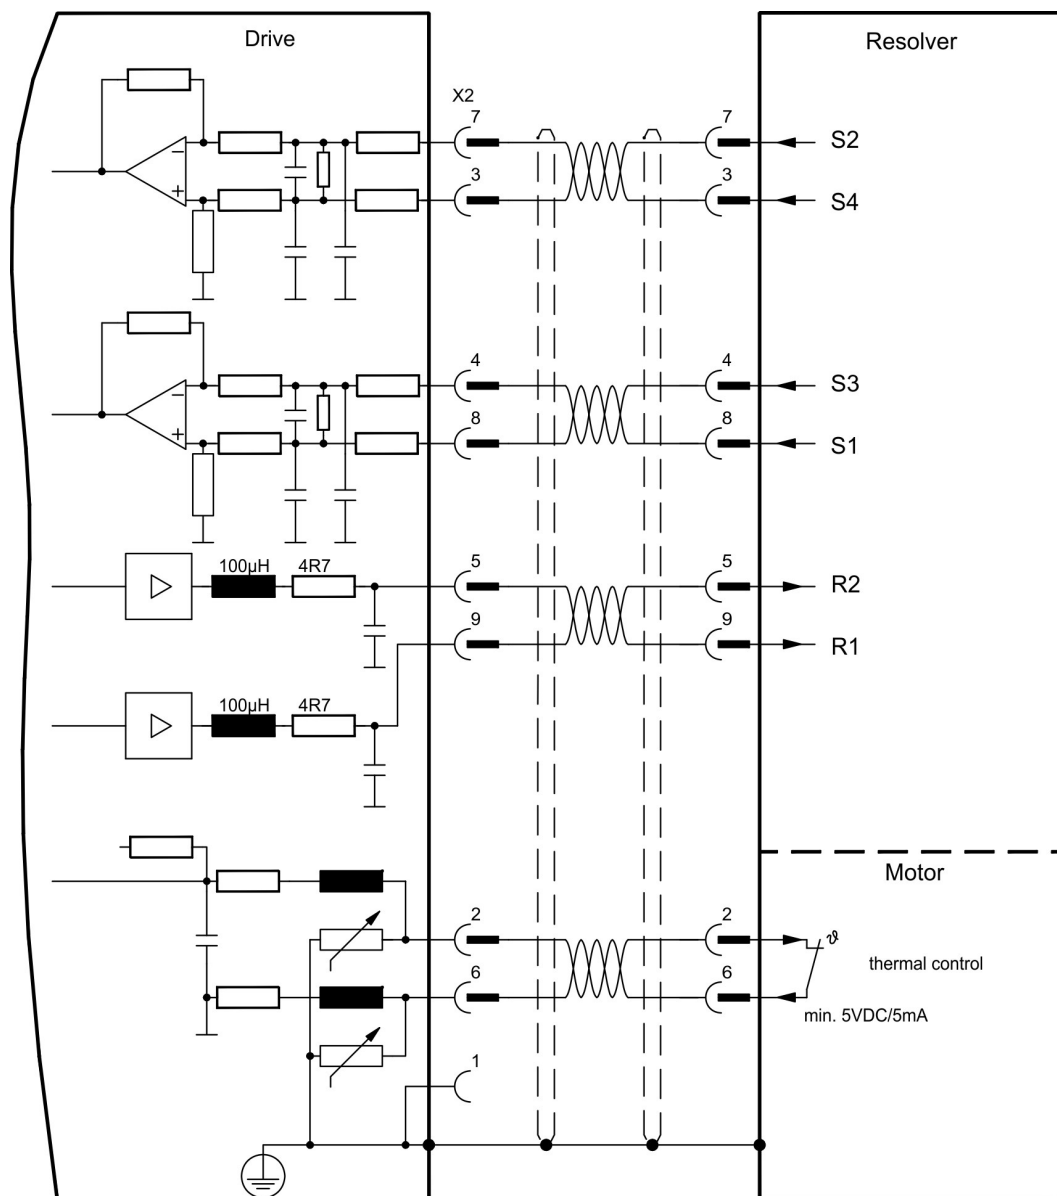 Drive
Resolver
X2
7
7
S2
3
3
S4
4
4
S3
8
8
S1
100µH
4R7
5
5
R2
9
9
R1
100µH
4R7
Motor
2
2
ϑ
thermal control
6
6
min. 5VDC/5mA
1